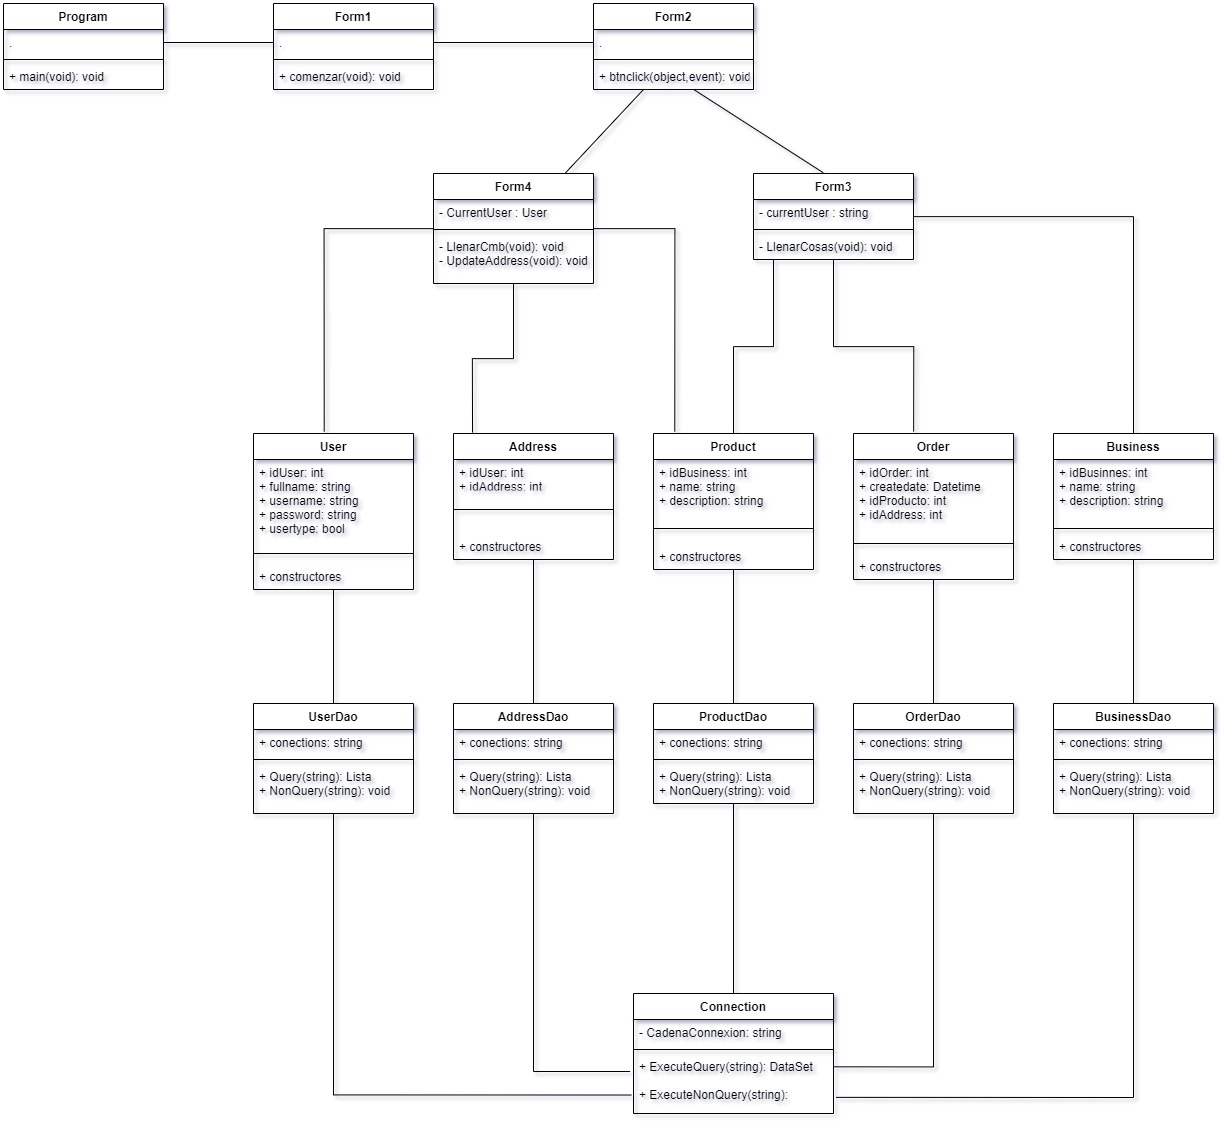 Program
.
+ main(void): void
Form1
.
+ comenzar(void): void
Form2
.
+ btnclick(object,event): void
Form4
- CurrentUser : User
- LlenarCmb(void): void
- UpdateAddress(void): void
Form3
- currentUser : string
- LlenarCosas(void): void
User
+ idUser: int
+ fullname: string
+ username: string
+ password: string
+ usertype: bool
+ constructores
Address
+ idUser: int
+ idAddress: int
+ constructores
Product
+ idBusiness: int
+ name: string
+ description: string
+ constructores
Order
+ idOrder: int
+ createdate: Datetime
+ idProducto: int
+ idAddress: int
+ constructores
Business
+ idBusinnes: int
+ name: string
+ description: string
+ constructores
UserDao
+ conections: string
+ Query(string): Lista
+ NonQuery(string): void
AddressDao
+ conections: string
+ Query(string): Lista
+ NonQuery(string): void
ProductDao
+ conections: string
+ Query(string): Lista
+ NonQuery(string): void
OrderDao
+ conections: string
+ Query(string): Lista
+ NonQuery(string): void
BusinessDao
+ conections: string
+ Query(string): Lista
+ NonQuery(string): void
Connection
- CadenaConnexion: string
+ ExecuteQuery(string): DataSet
+ ExecuteNonQuery(string):